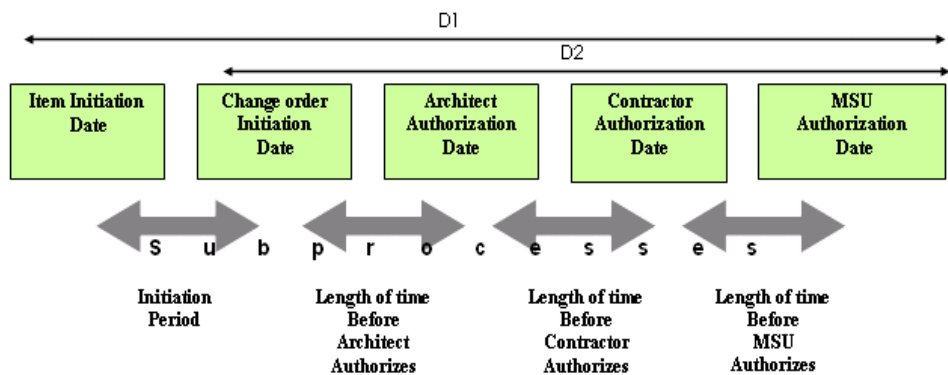 D1
D2
Item Initiation
Date
Change order
Initiation
Date
Architect
Authorization
Date
Contractor
Authorization
Date
MSU
Authorization
Date
S u b p r o c e s s e s
Initiation
Period
Length of time
Before
Architect
Authorizes
Length of time
Before
Contractor
Authorizes
Length of time
Before
MSU
Authorizes